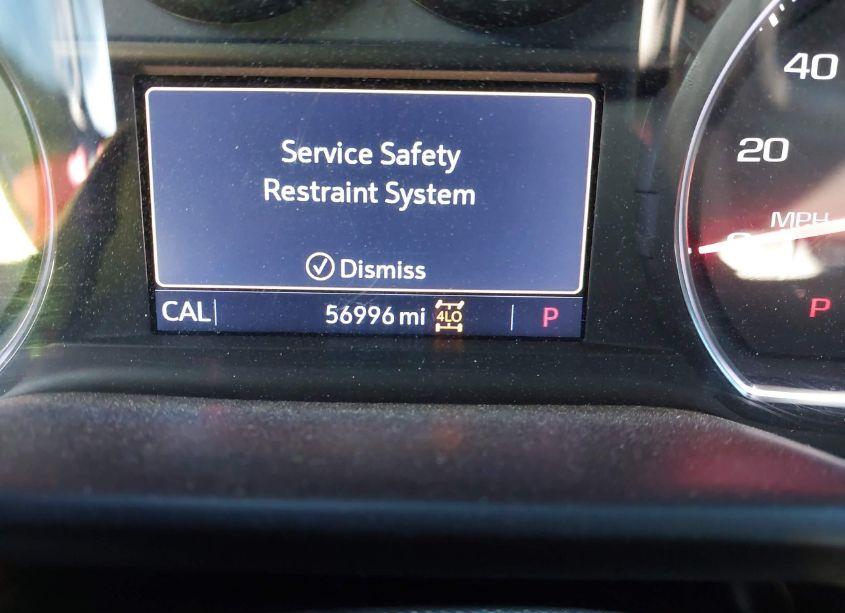 Service Safety
Restraint System
Dismiss
CAL 56996 mi 4LO P
40
20
MPH
P